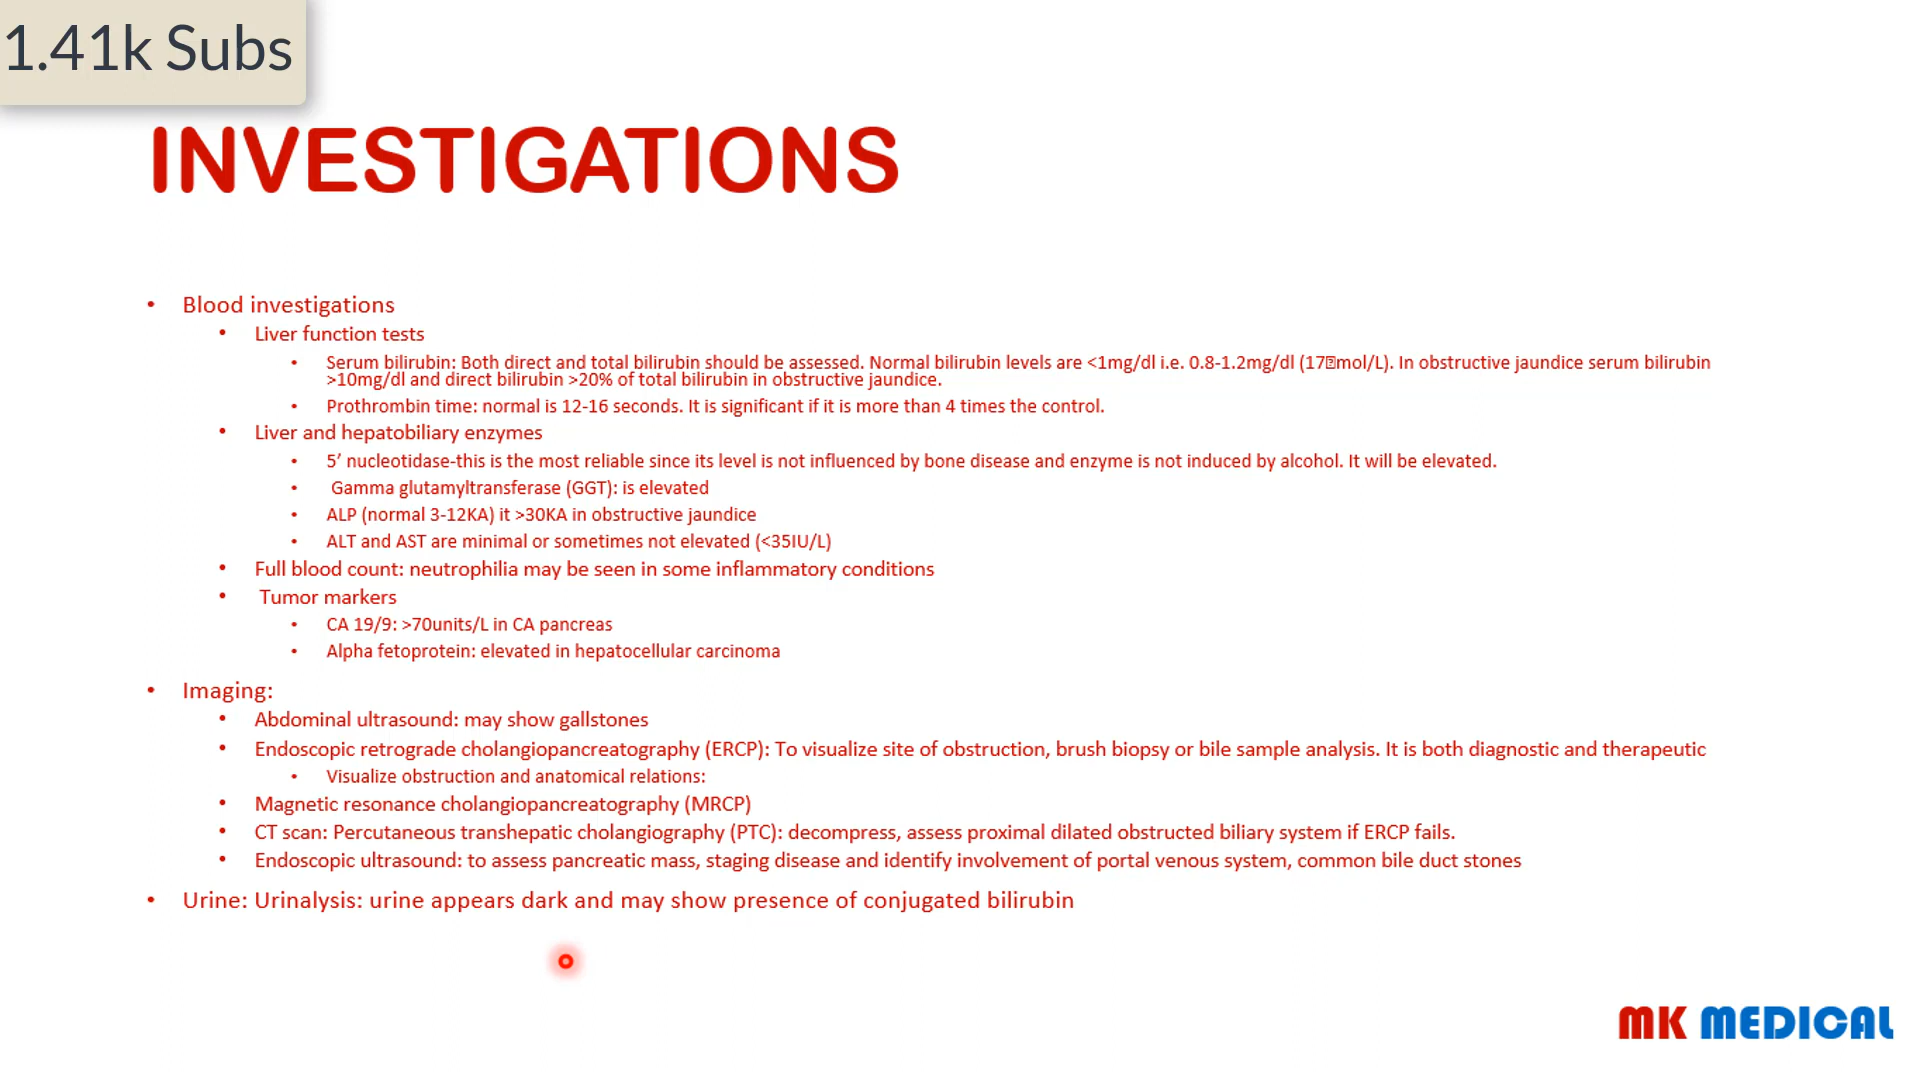 1.41k Subs
INVESTIGATIONS
• Blood investigations
• Liver function tests
• Serum bilirubin: Both direct and total bilirubin should be assessed. Normal bilirubin levels are <1mg/dl i.e. 0.8-1.2mg/dl (17⍰mol/L). In obstructive jaundice serum bilirubin
>10mg/dl and direct bilirubin >20% of total bilirubin in obstructive jaundice.
• Prothrombin time: normal is 12-16 seconds. It is significant if it is more than 4 times the control.
• Liver and hepatobiliary enzymes
• 5’ nucleotidase-this is the most reliable since its level is not influenced by bone disease and enzyme is not induced by alcohol. It will be elevated.
• Gamma glutamyltransferase (GGT): is elevated
• ALP (normal 3-12KA) it >30KA in obstructive jaundice
• ALT and AST are minimal or sometimes not elevated (<35IU/L)
• Full blood count: neutrophilia may be seen in some inflammatory conditions
• Tumor markers
• CA 19/9: >70units/L in CA pancreas
• Alpha fetoprotein: elevated in hepatocellular carcinoma
• Imaging:
• Abdominal ultrasound: may show gallstones
• Endoscopic retrograde cholangiopancreatography (ERCP): To visualize site of obstruction, brush biopsy or bile sample analysis. It is both diagnostic and therapeutic
• Visualize obstruction and anatomical relations:
• Magnetic resonance cholangiopancreatography (MRCP)
• CT scan: Percutaneous transhepatic cholangiography (PTC): decompress, assess proximal dilated obstructed biliary system if ERCP fails.
• Endoscopic ultrasound: to assess pancreatic mass, staging disease and identify involvement of portal venous system, common bile duct stones
• Urine: Urinalysis: urine appears dark and may show presence of conjugated bilirubin
MK MEDICAL